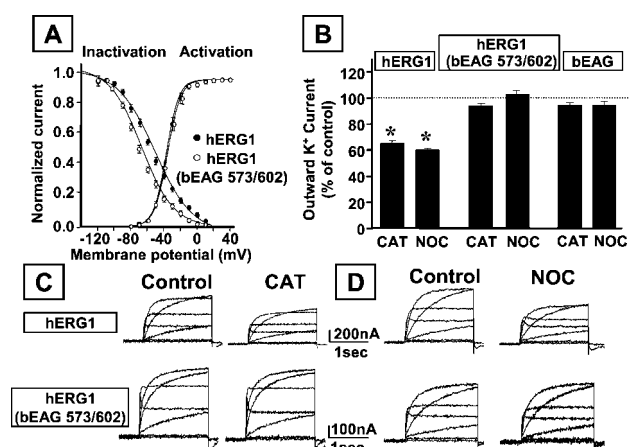 A
Inactivation Activation
Normalized current
1.0
0.8
0.6
0.4
0.2
0.0
hERG1
hERG1
(bEAG 573/602)
-120 -80 -40 0 40
Membrane potential (mV)
B
hERG1
hERG1
(bEAG 573/602)
bEAG
Outward K+ Current
(% of control)
120
100
80
60
40
20
0
* *
CAT NOC CAT NOC CAT NOC
C
Control CAT
D
Control NOC
hERG1
200nA
1sec
hERG1
(bEAG 573/602)
100nA
1sec